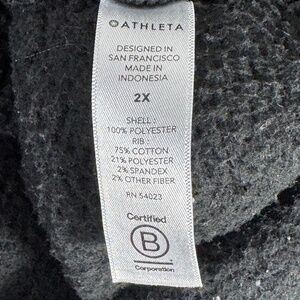 ATHLETA
DESIGNED IN
SAN FRANCISCO
MADE IN
INDONESIA
2X
SHELL :
100% POLYESTER
RIB :
75% COTTON
21% POLYESTER
2% SPANDEX
2% OTHER FIBER
RN 54023
Certified
B
Corporation